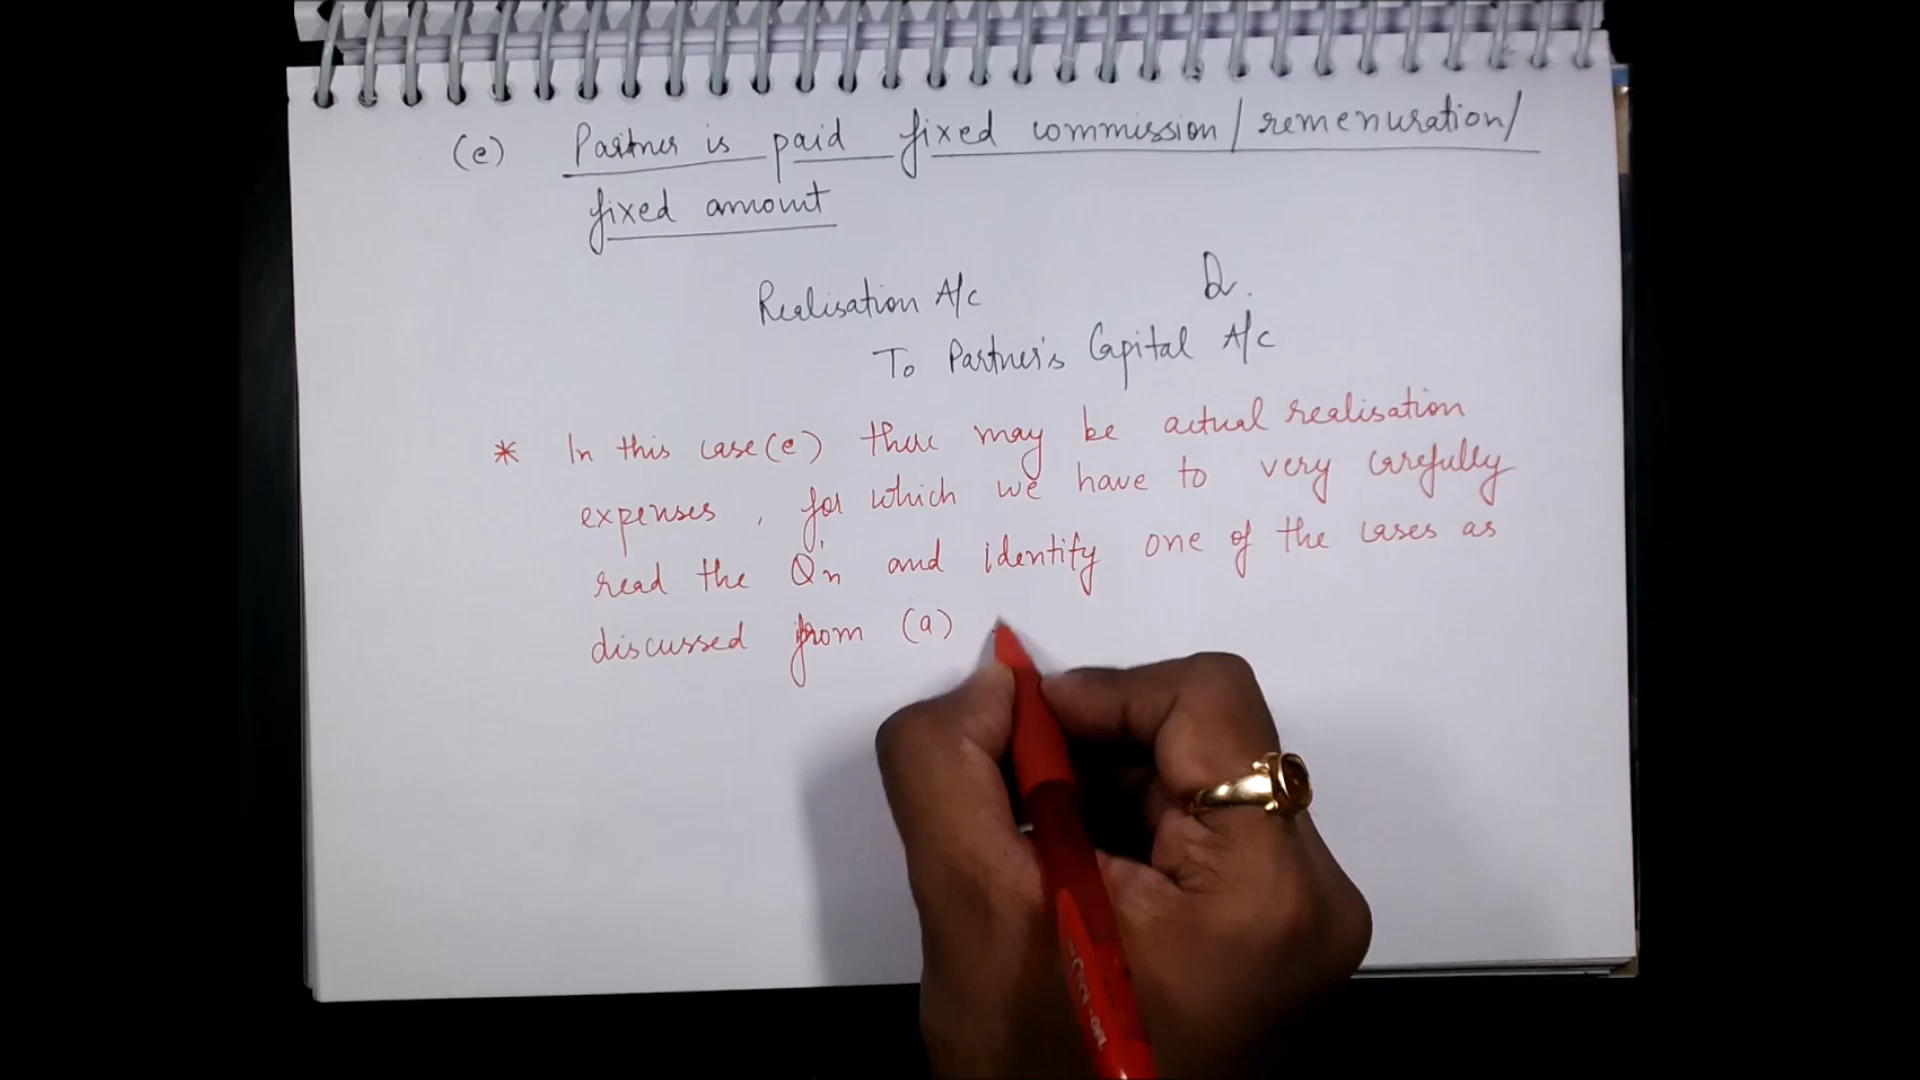 (e) Partner is paid fixed commission/remenuration/
fixed amount
Realisation A/c Dr.
To Partner's Capital A/c
* In this case(e) there may be actual realisation
expenses, for which we have to very carefully
read the Q'n and identify one of the cases as
discussed from (a)